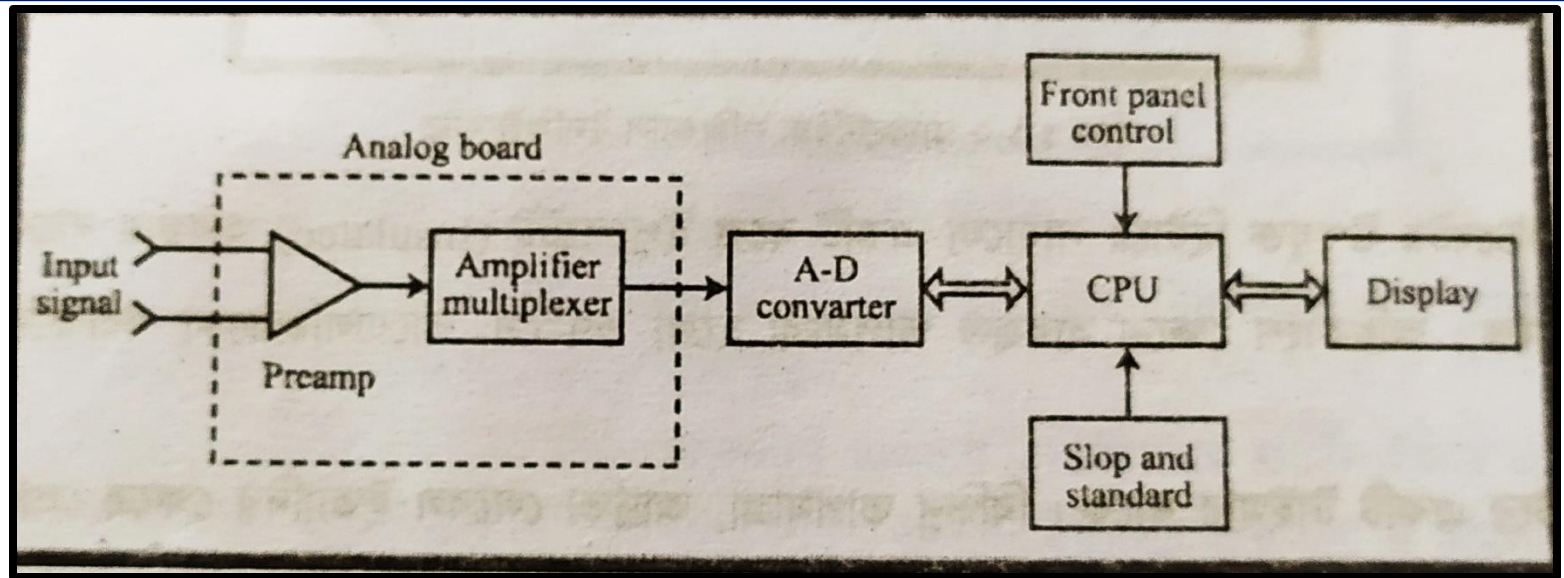 Front panel
control
Analog board
Input
signal
Amplifier
multiplexer
A-D
convarter
CPU
Display
Preamp
Slop and
standard